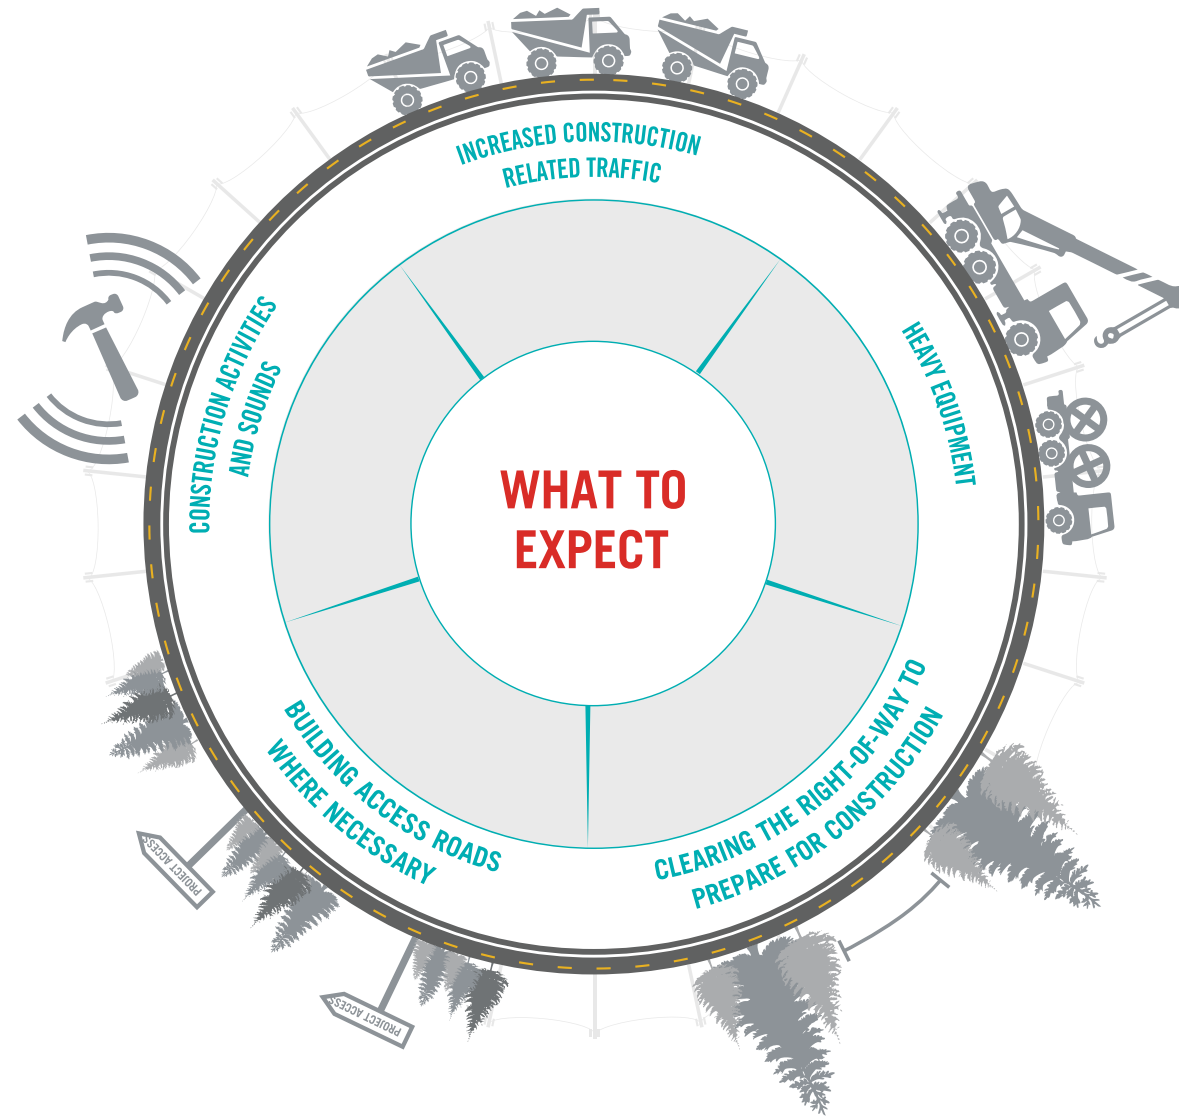 INCREASED CONSTRUCTION
RELATED TRAFFIC
HEAVY EQUIPMENT
CLEARING THE RIGHT-OF-WAY TO
PREPARE FOR CONSTRUCTION
BUILDING ACCESS ROADS
WHERE NECESSARY
CONSTRUCTION ACTIVITIES
AND SOUNDS
WHAT TO
EXPECT
PROJECT ACCESS
PROJECT ACCESS